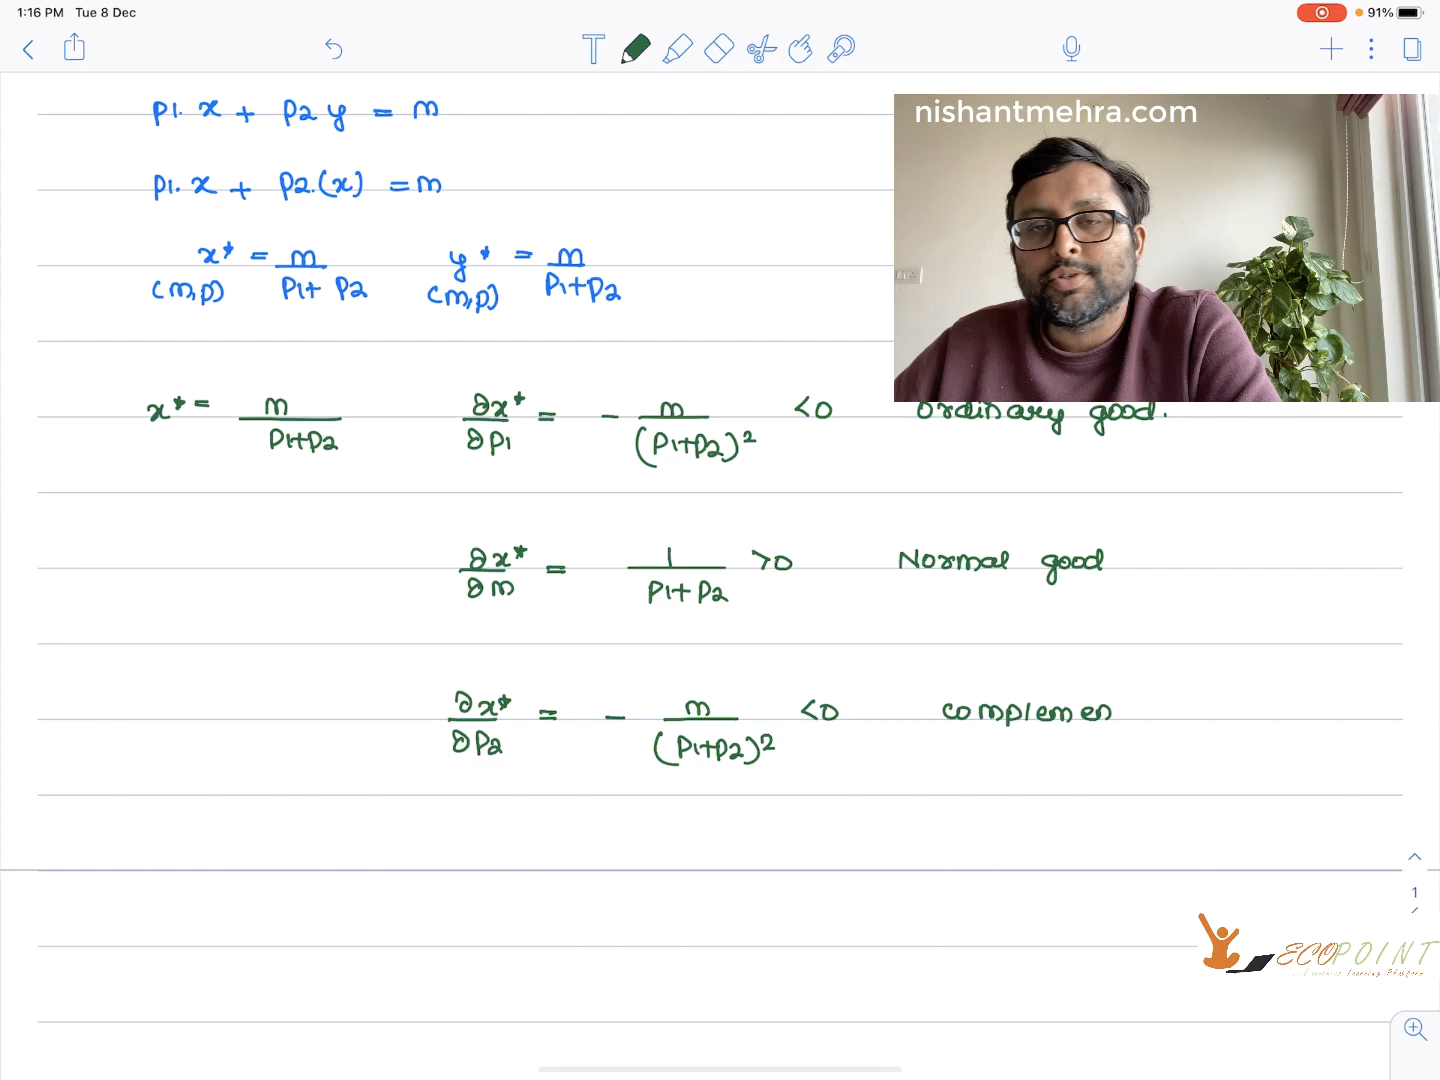 1:16 PM Tue 8 Dec
91%
p1. x + p2 y = m
nishantmehra.com
p1. x + p2.(x) = m
x* = m / p1 + p2    y* = m / p1+p2
(m,p)    (m,p)
x* = m / p1+p2    ∂x* / ∂p1 = - m / (p1+p2)²  <0    ordinary good.
∂x* / ∂m = 1 / p1+ p2  >0    Normal good
∂x* / ∂p2 = - m / (p1+p2)²  <0    complemen
1
ECOPOINT
Learning Platform